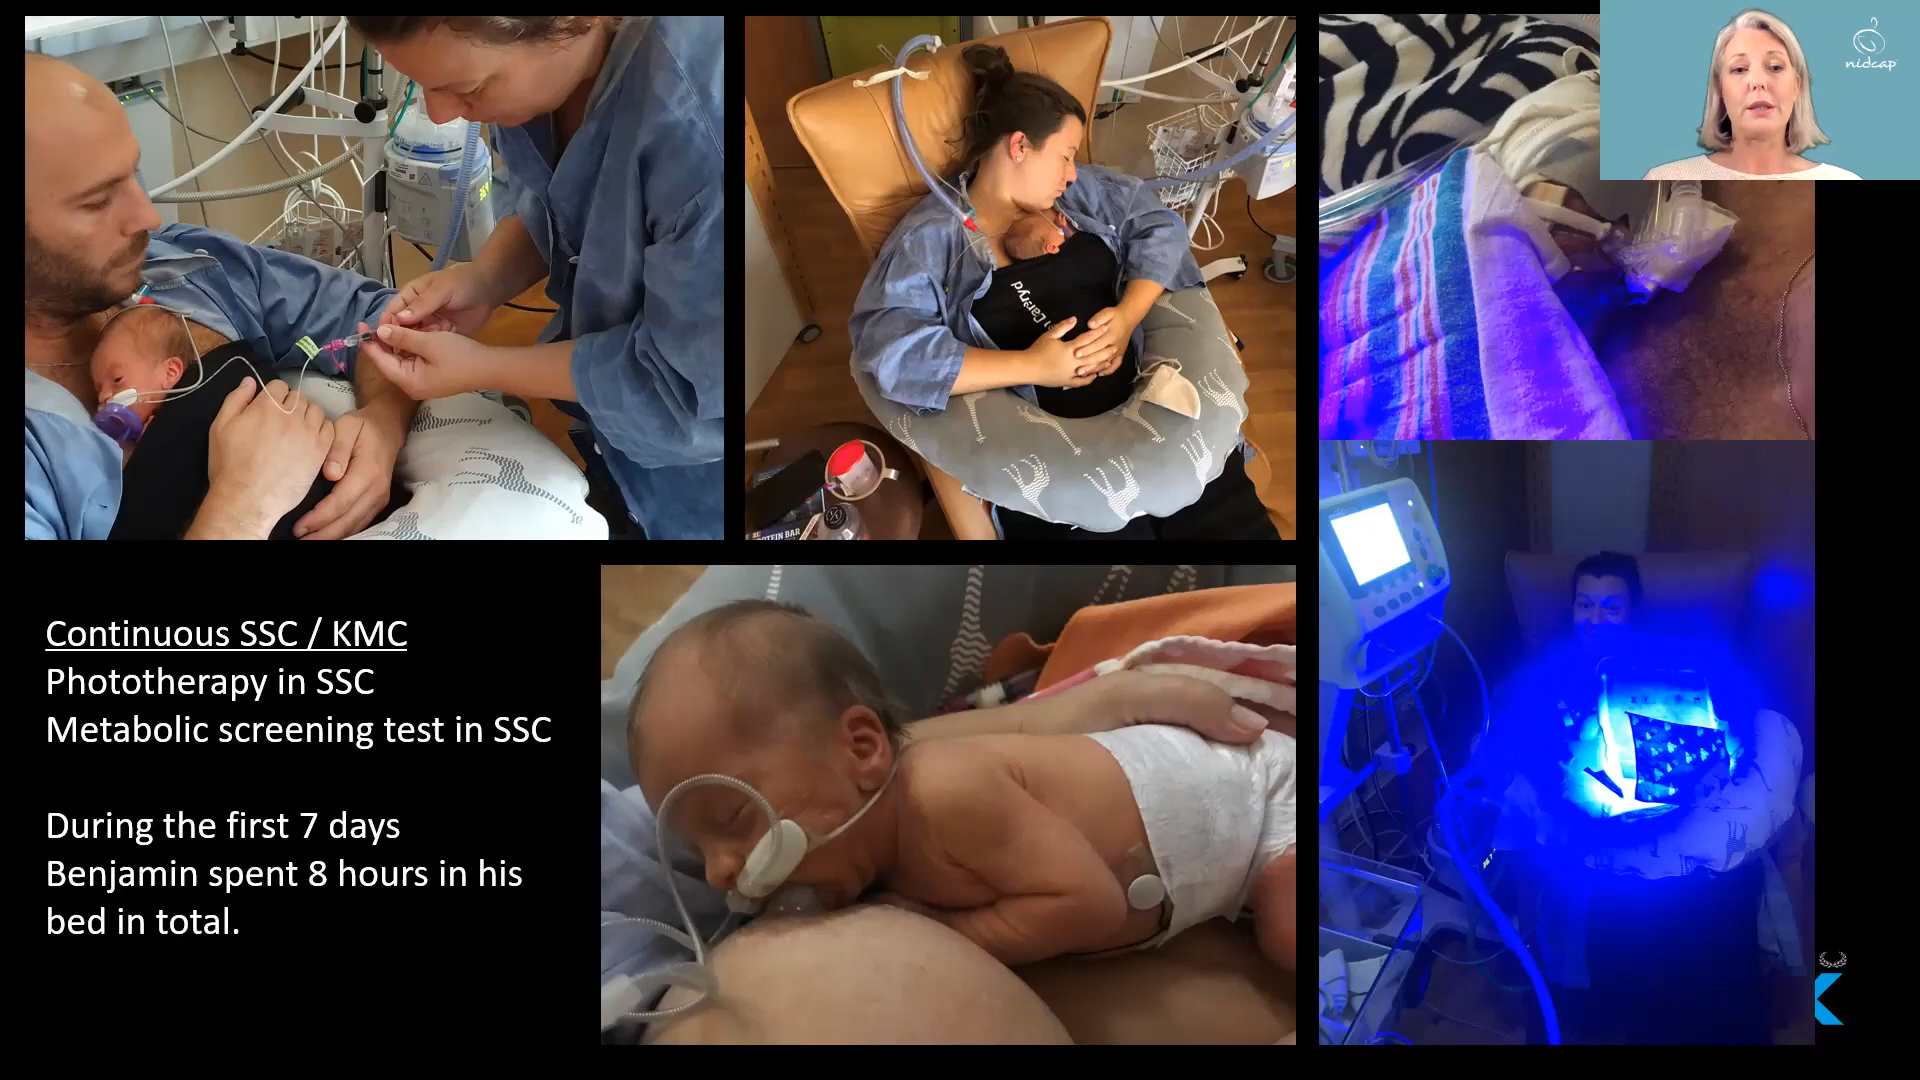 nidcap
Continuous SSC / KMC
Phototherapy in SSC
Metabolic screening test in SSC
During the first 7 days
Benjamin spent 8 hours in his
bed in total.